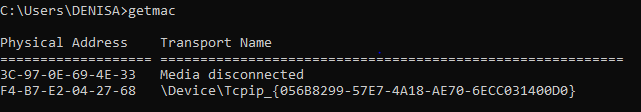 C:\Users\DENISA>getmac
Physical Address    Transport Name
=================== ==========================================================
3C-97-0E-69-4E-33   Media disconnected
F4-B7-E2-04-27-68   \Device\Tcpip_{056B8299-57E7-4A18-AE70-6ECC031400D0}